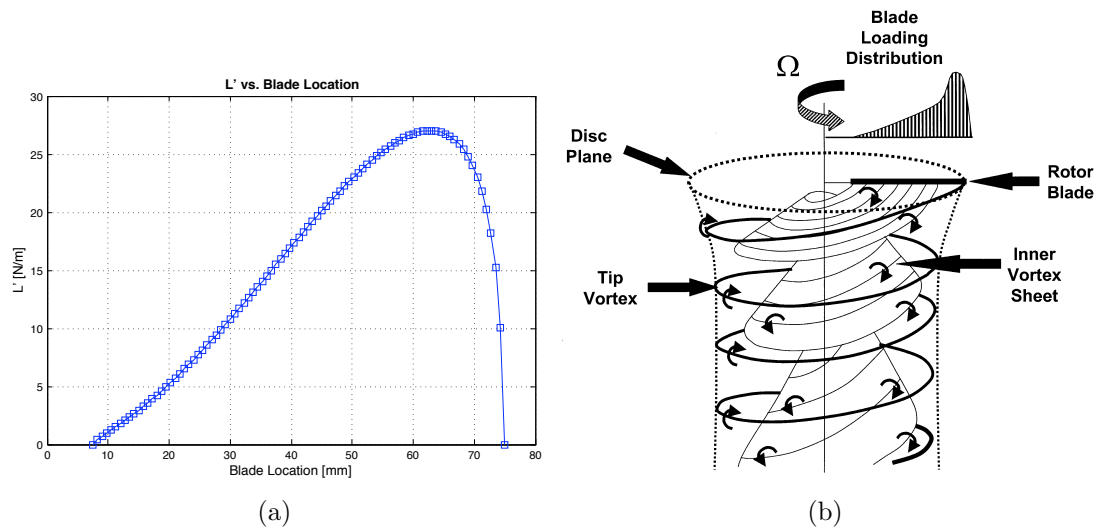 L' vs. Blade Location
30
25
20
15
10
5
0
L' [N/m]
0 10 20 30 40 50 60 70 80
Blade Location [mm]
(a)
Blade
Loading
Distribution
Ω
Disc
Plane
Rotor
Blade
Tip
Vortex
Inner
Vortex
Sheet
(b)